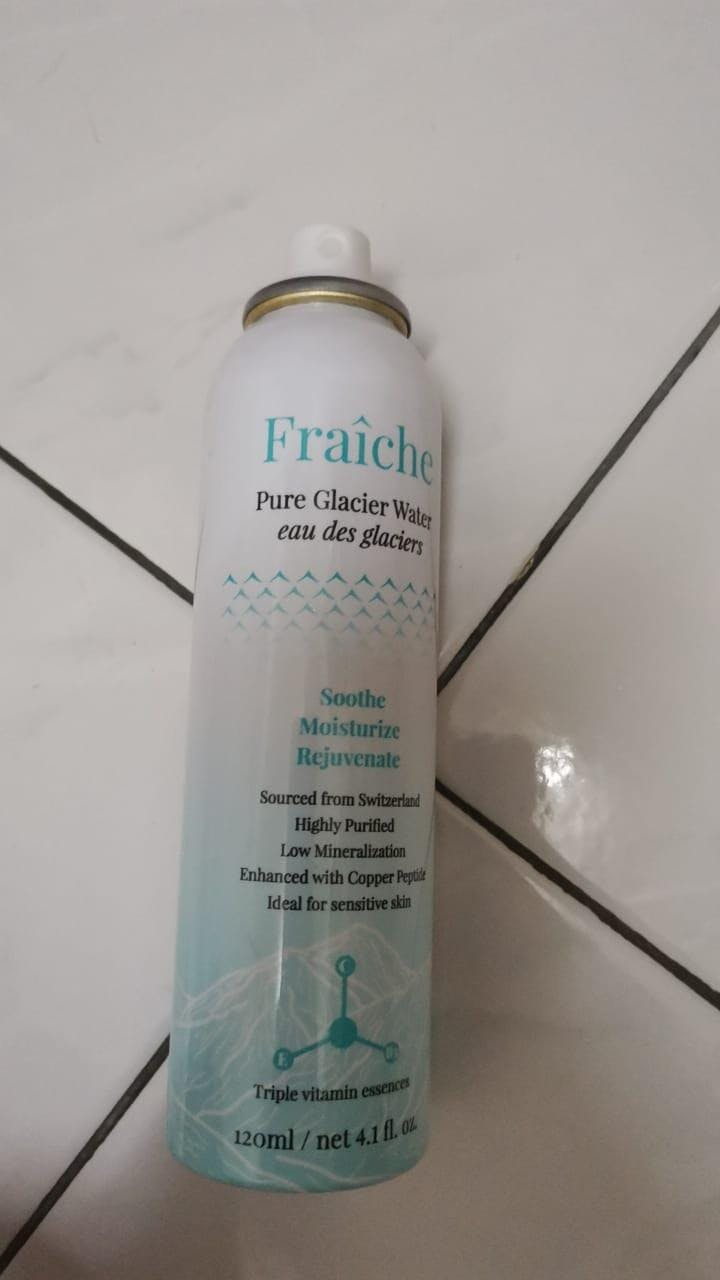 Fraîche
Pure Glacier Water
eau des glaciers
Soothe
Moisturize
Rejuvenate
Sourced from Switzerland
Highly Purified
Low Mineralization
Enhanced with Copper Peptide
Ideal for sensitive skin
C
E
Triple vitamin essences
120ml / net 4.1 fl. oz.